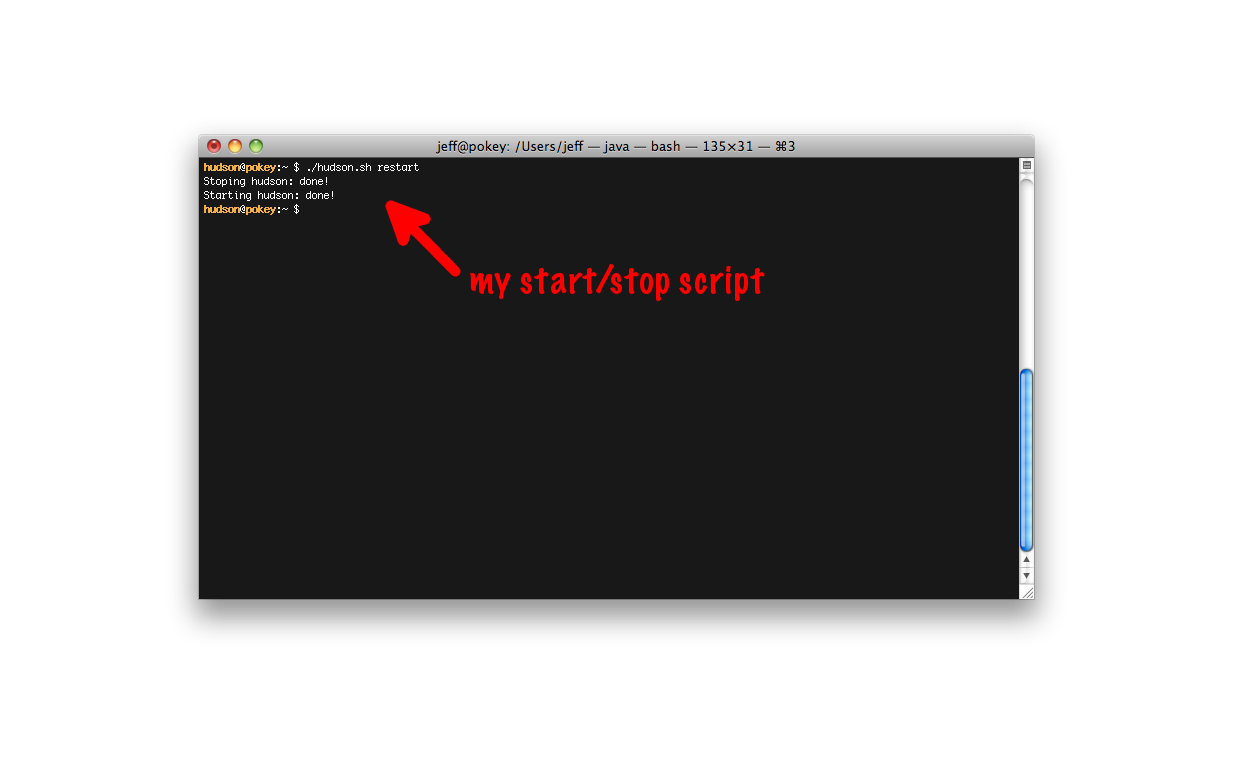 jeff@pokey: /Users/jeff — java — bash — 135×31 — ⌘3
hudson@pokey:~ $ ./hudson.sh restart
Stoping hudson: done!
Starting hudson: done!
hudson@pokey:~ $
my start/stop script